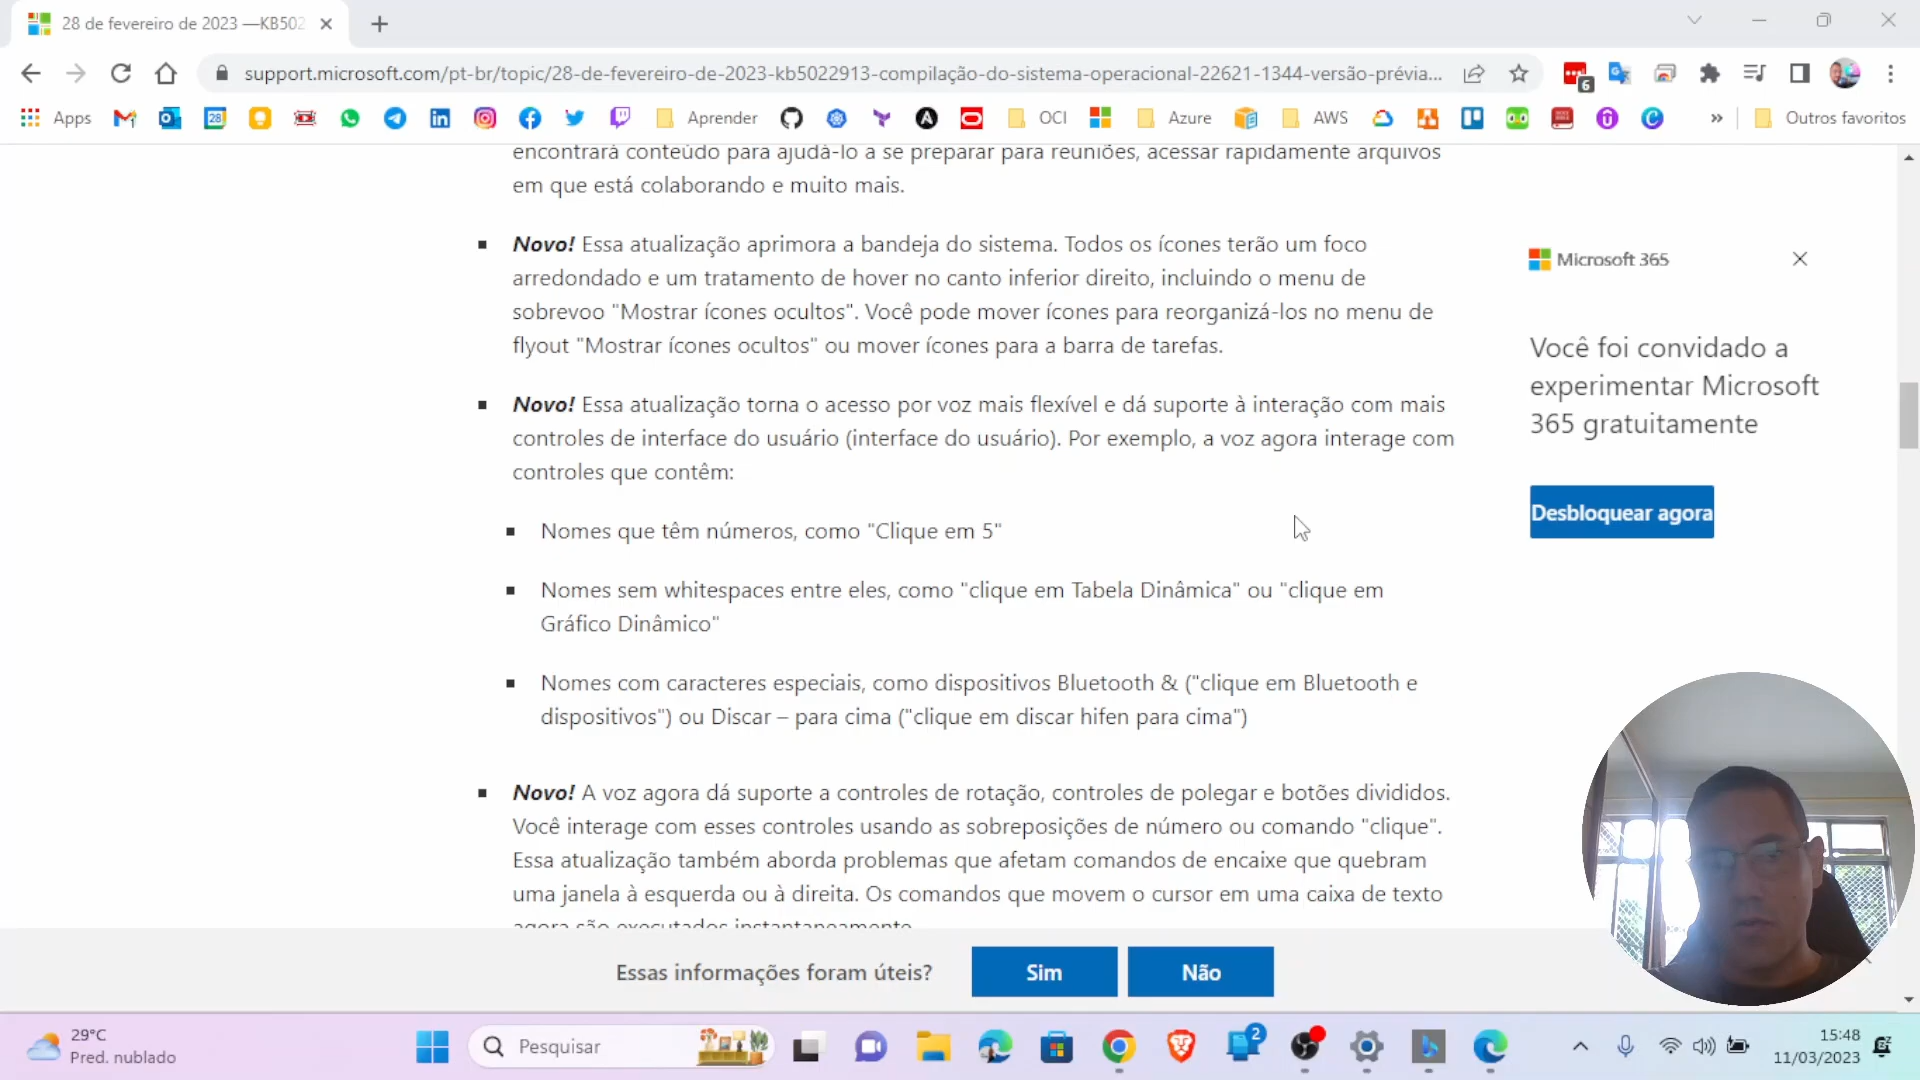 28 de fevereiro de 2023 —KB502
support.microsoft.com/pt-br/topic/28-de-fevereiro-de-2023-kb5022913-compilação-do-sistema-operacional-22621-1344-versão-prévia...
6
Apps
28
Aprender
OCI
Azure
AWS
»
Outros favoritos
encontrará conteúdo para ajudá-lo a se preparar para reuniões, acessar rapidamente arquivos
em que está colaborando e muito mais.
Novo! Essa atualização aprimora a bandeja do sistema. Todos os ícones terão um foco
arredondado e um tratamento de hover no canto inferior direito, incluindo o menu de
sobrevoo "Mostrar ícones ocultos". Você pode mover ícones para reorganizá-los no menu de
flyout "Mostrar ícones ocultos" ou mover ícones para a barra de tarefas.
Novo! Essa atualização torna o acesso por voz mais flexível e dá suporte à interação com mais
controles de interface do usuário (interface do usuário). Por exemplo, a voz agora interage com
controles que contêm:
Nomes que têm números, como "Clique em 5"
Nomes sem whitespaces entre eles, como "clique em Tabela Dinâmica" ou "clique em
Gráfico Dinâmico"
Nomes com caracteres especiais, como dispositivos Bluetooth & ("clique em Bluetooth e
dispositivos") ou Discar – para cima ("clique em discar hifen para cima")
Novo! A voz agora dá suporte a controles de rotação, controles de polegar e botões divididos.
Você interage com esses controles usando as sobreposições de número ou comando "clique".
Essa atualização também aborda problemas que afetam comandos de encaixe que quebram
uma janela à esquerda ou à direita. Os comandos que movem o cursor em uma caixa de texto
agora são executados instantaneamente.
Microsoft 365
Você foi convidado a
experimentar Microsoft
365 gratuitamente
Desbloquear agora
Essas informações foram úteis?
Sim
Não
29°C
Pred. nublado
Pesquisar
2
15:48
11/03/2023